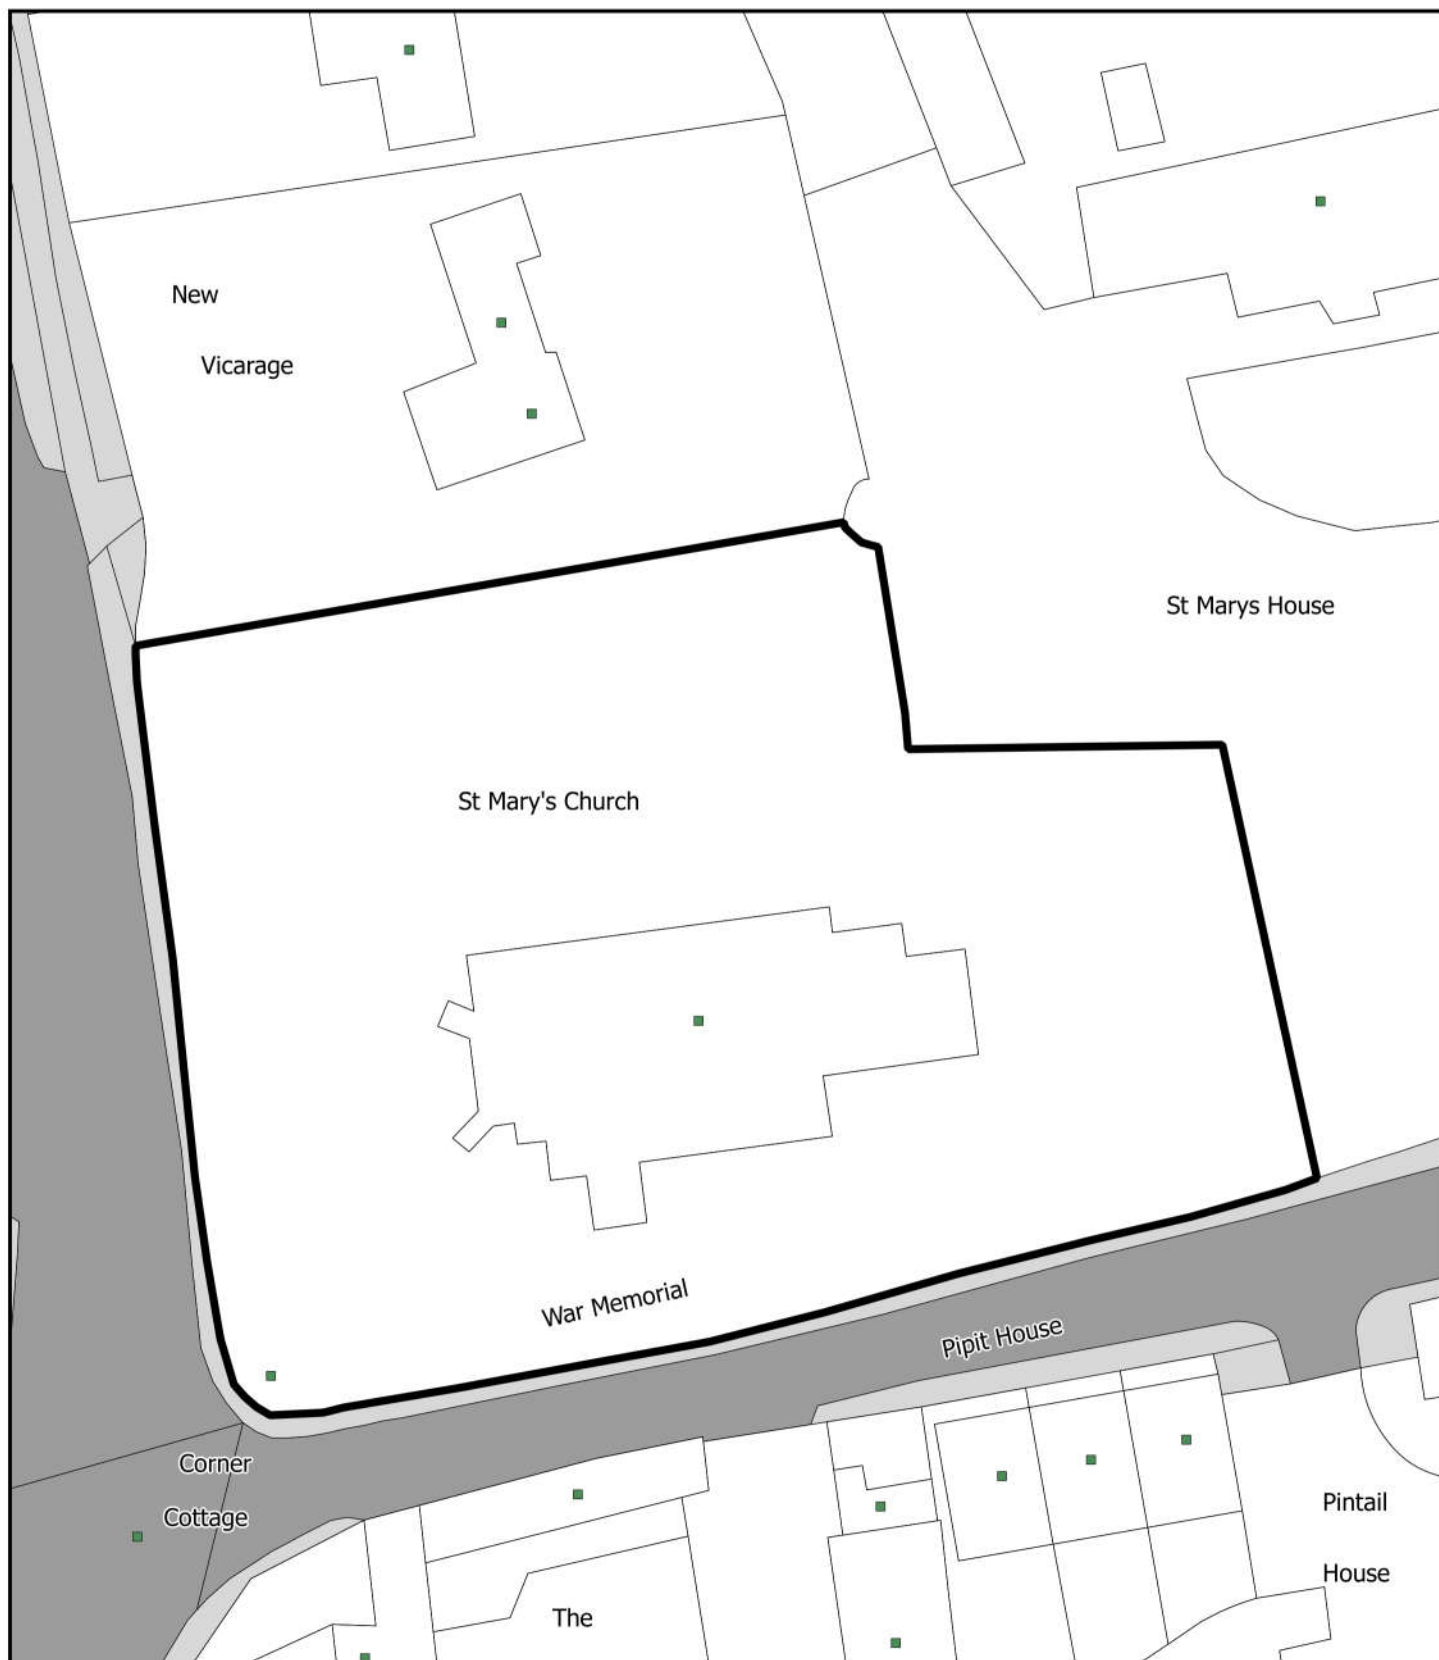 New
Vicarage
St Marys House
St Mary's Church
War Memorial
Pipit House
Corner
Cottage
Pintail
House
The